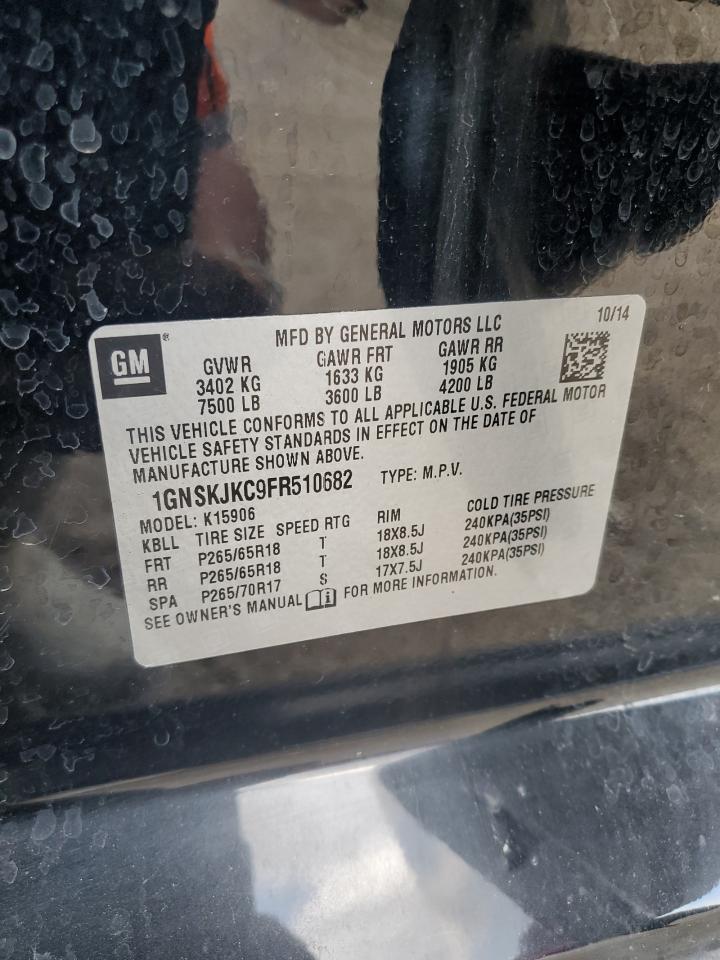 GM ®
MFD BY GENERAL MOTORS LLC
10/14
GVWR GAWR FRT GAWR RR
3402 KG 1633 KG 1905 KG
7500 LB 3600 LB 4200 LB
THIS VEHICLE CONFORMS TO ALL APPLICABLE U.S. FEDERAL MOTOR
VEHICLE SAFETY STANDARDS IN EFFECT ON THE DATE OF
MANUFACTURE SHOWN ABOVE.
1GNSKJKC9FR510682 TYPE: M.P.V.
MODEL: K15906
KBLL TIRE SIZE SPEED RTG RIM COLD TIRE PRESSURE
FRT P265/65R18 T 18X8.5J 240KPA(35PSI)
RR P265/65R18 T 18X8.5J 240KPA(35PSI)
SPA P265/70R17 S 17X7.5J 240KPA(35PSI)
SEE OWNER'S MANUAL FOR MORE INFORMATION.